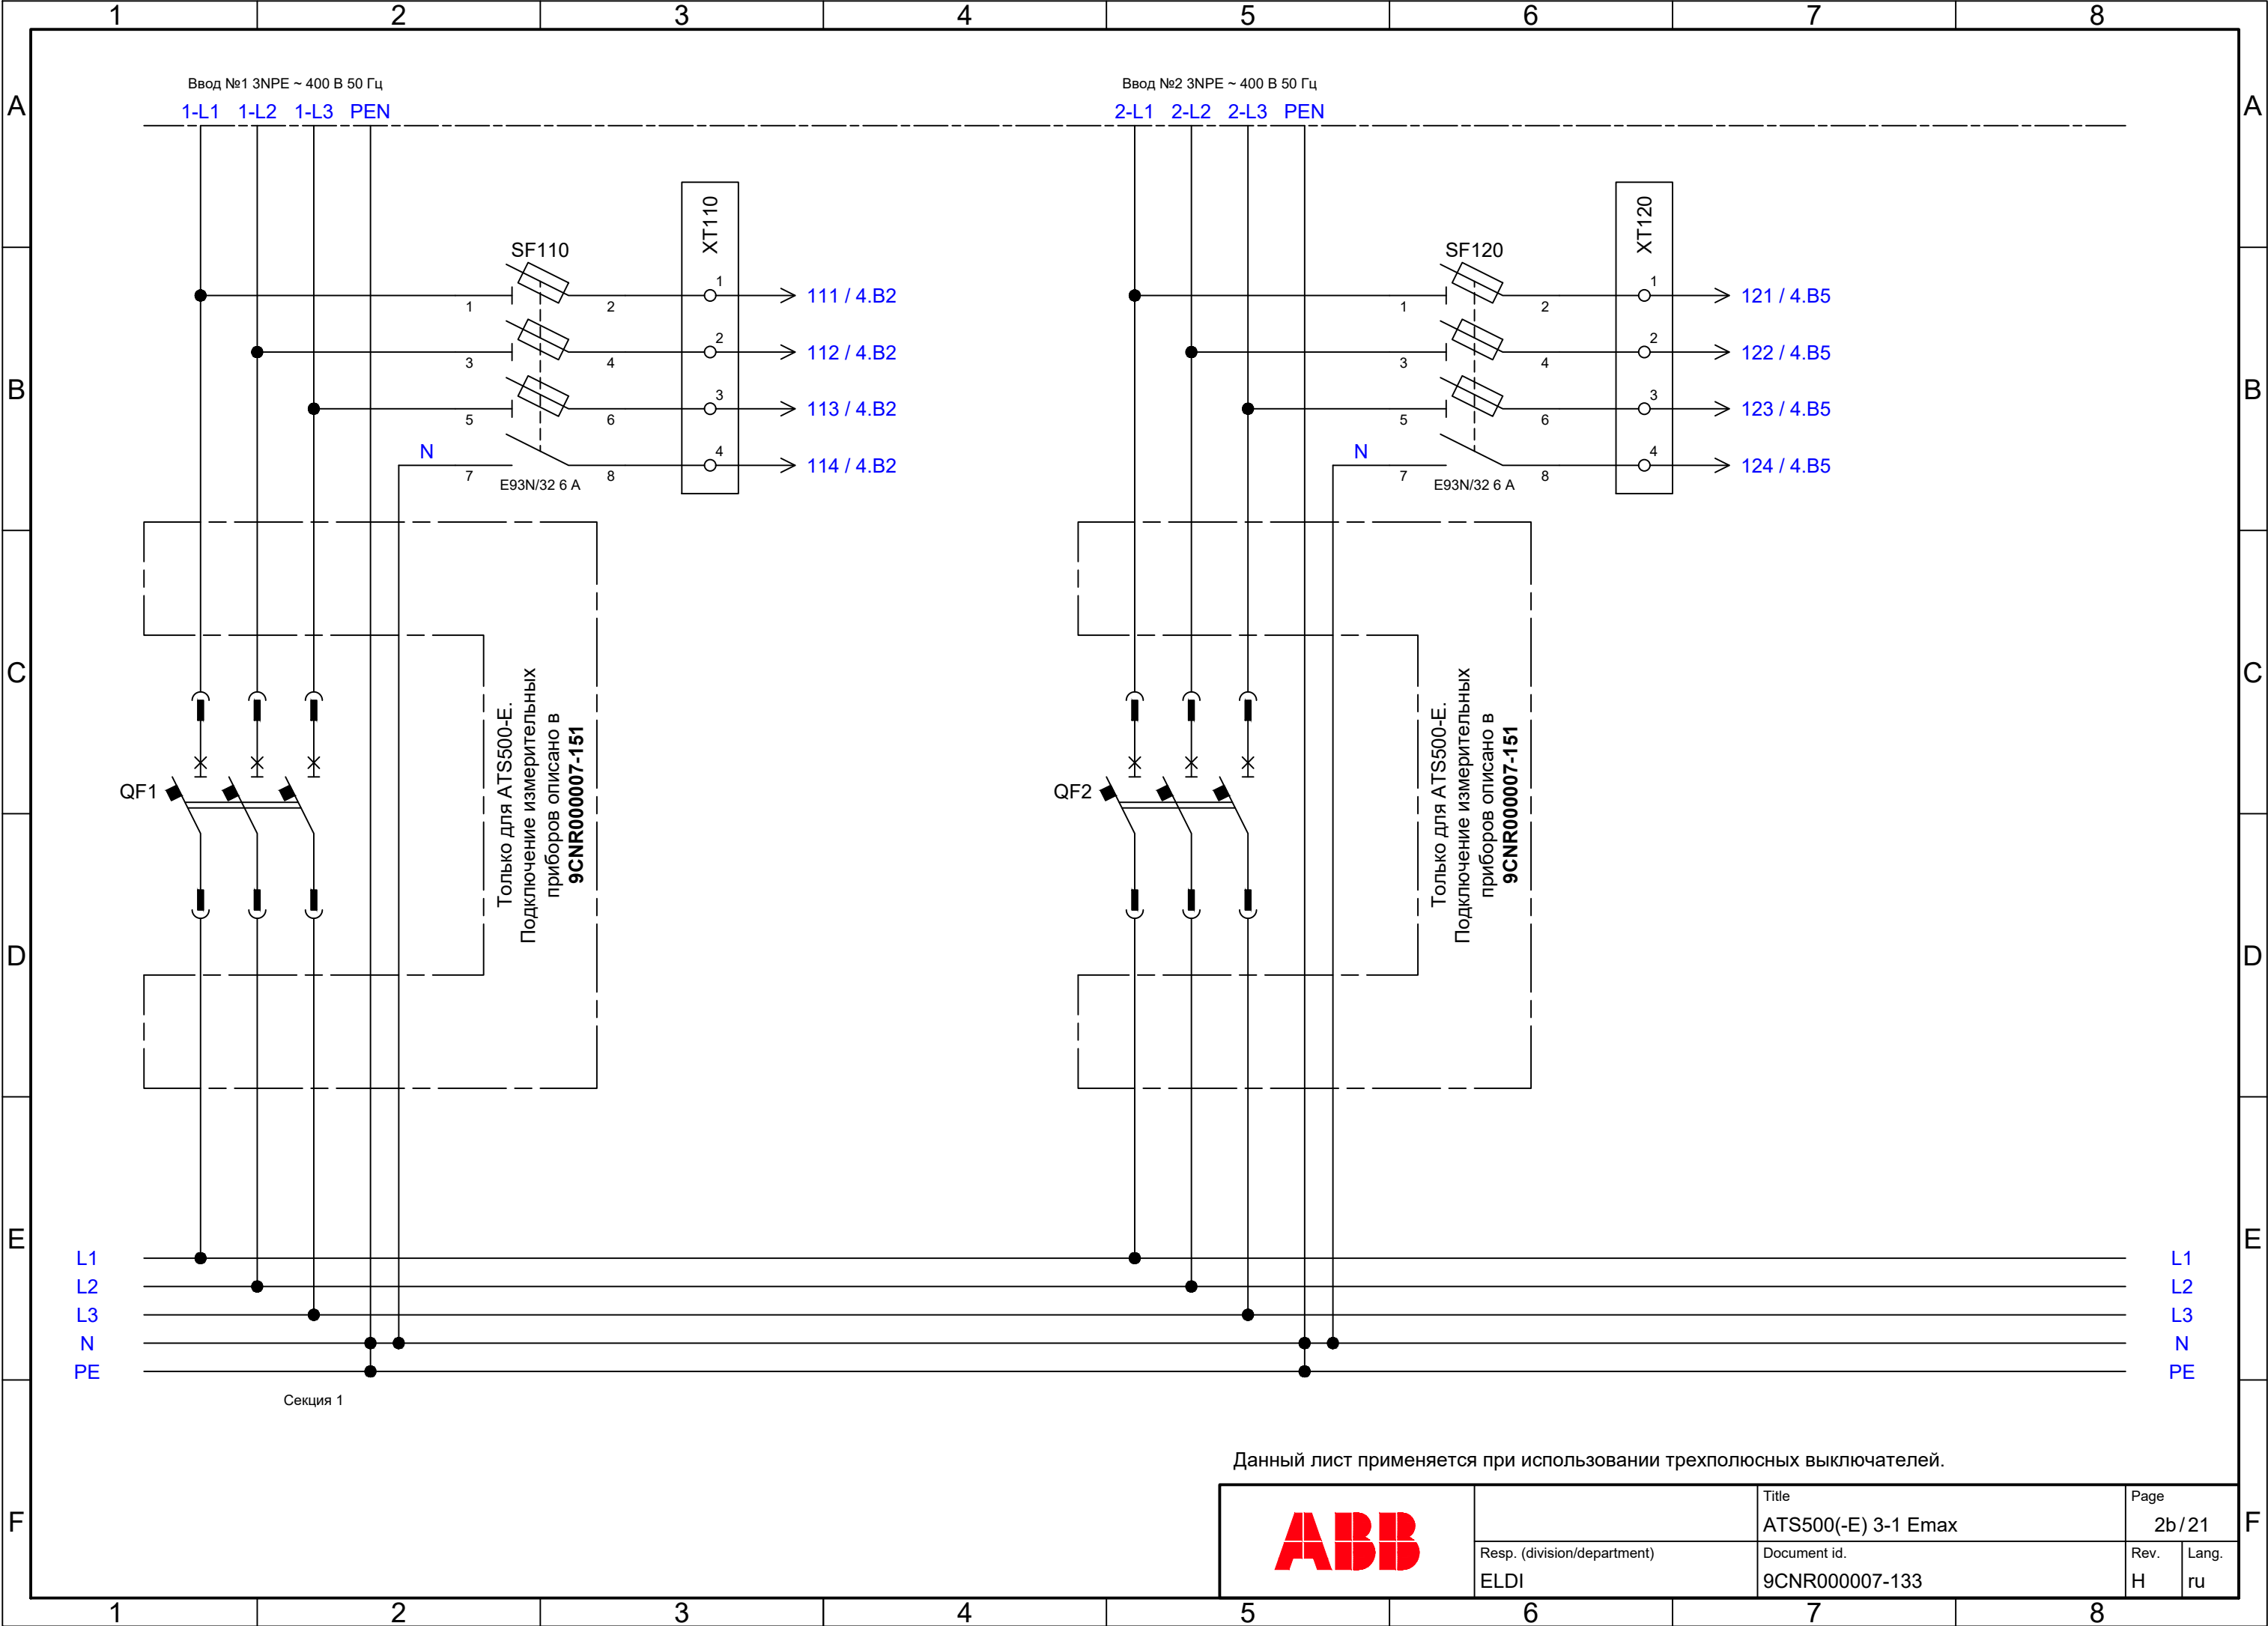 1 2 3 4 5 6 7 8
A A
B B
C C
D D
E E
F F
Ввод №1 3NPE ~ 400 В 50 Гц
1-L1 1-L2 1-L3 PEN
SF110
XT110
1 2 1 111 / 4.B2
3 4 2 112 / 4.B2
5 6 3 113 / 4.B2
N 7 8 4 114 / 4.B2
E93N/32 6 A
QF1
Только для ATS500-E.
Подключение измерительных
приборов описано в
9CNR000007-151
Ввод №2 3NPE ~ 400 В 50 Гц
2-L1 2-L2 2-L3 PEN
SF120
XT120
1 2 1 121 / 4.B5
3 4 2 122 / 4.B5
5 6 3 123 / 4.B5
N 7 8 4 124 / 4.B5
E93N/32 6 A
QF2
Только для ATS500-E.
Подключение измерительных
приборов описано в
9CNR000007-151
L1 L1
L2 L2
L3 L3
N N
PE PE
Секция 1
Данный лист применяется при использовании трехполюсных выключателей.
ABB
Title
ATS500(-E) 3-1 Emax
Page
2b/21
Resp. (division/department)
ELDI
Document id.
9CNR000007-133
Rev.
H
Lang.
ru
1 2 3 4 5 6 7 8